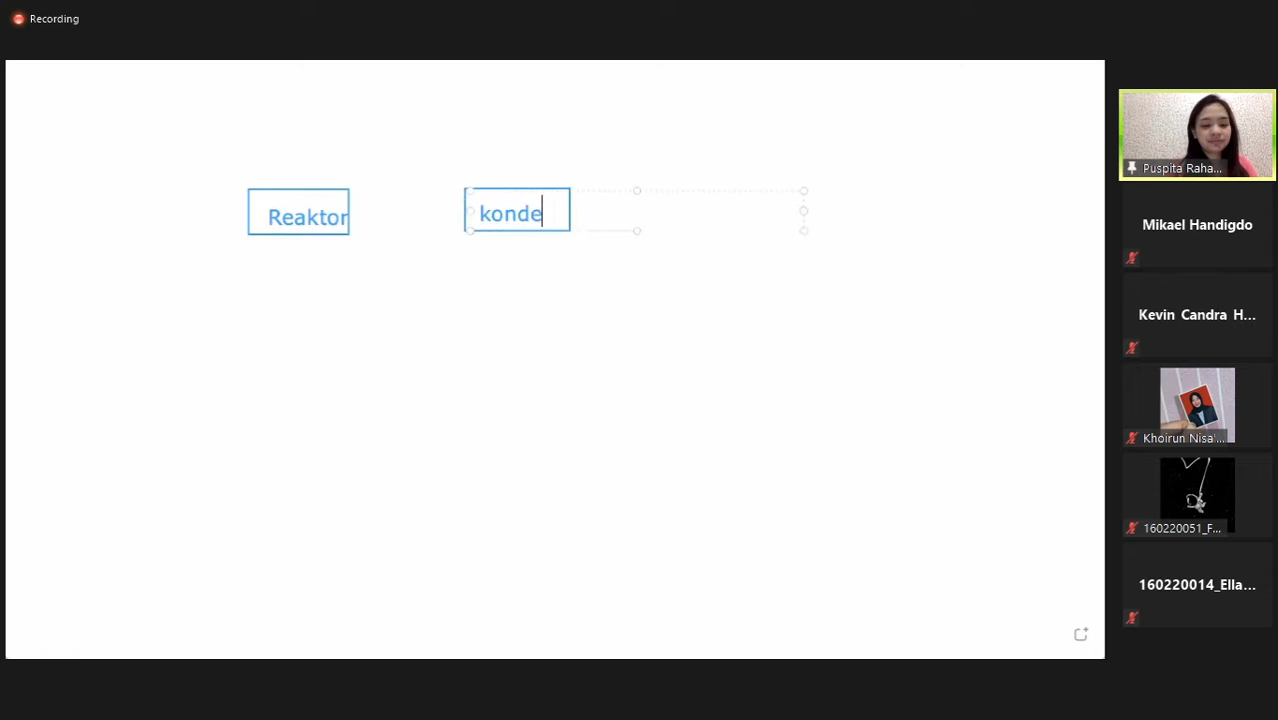 Recording
Reaktor
konde
Puspita Raha...
Mikael Handigdo
Kevin Candra H...
Khoirun Nisa'...
160220051_F...
160220014_Ella...